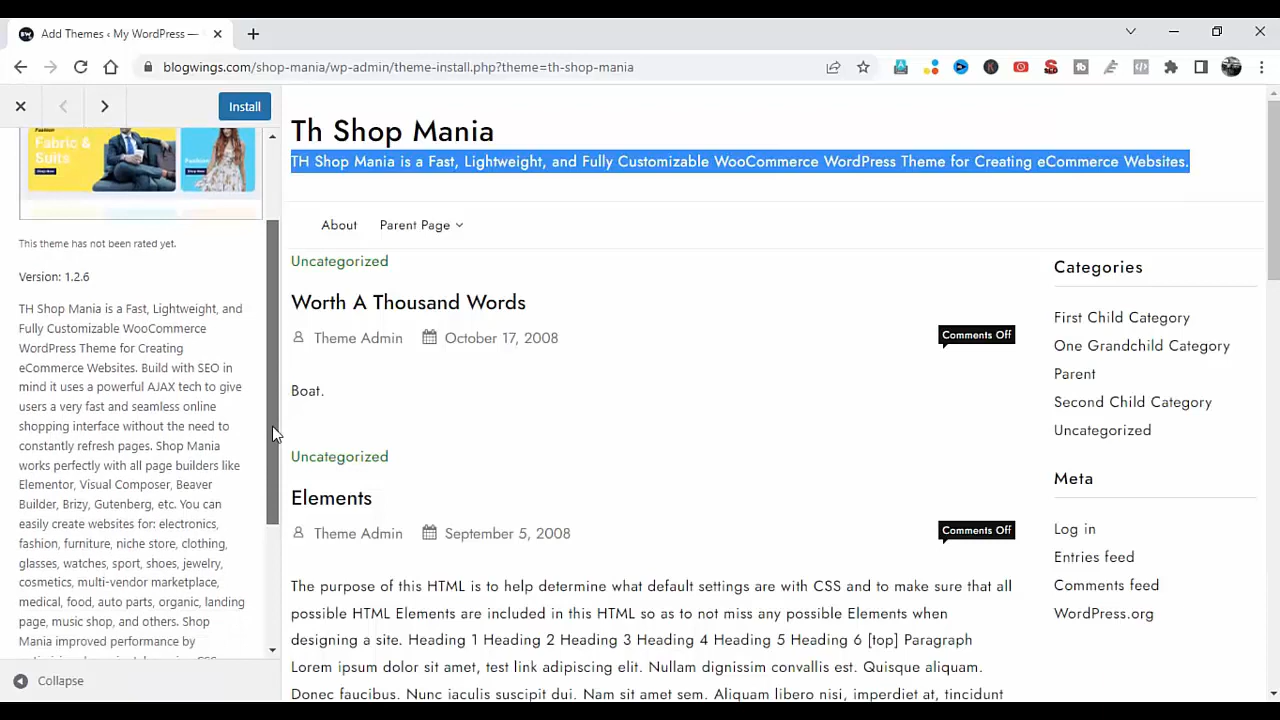 Add Themes ‹ My WordPress —
blogwings.com/shop-mania/wp-admin/theme-install.php?theme=th-shop-mania
Install
Fashion
Fabric &
Suits
Shop Now
Fashion
Shop Now
This theme has not been rated yet.
Version: 1.2.6
TH Shop Mania is a Fast, Lightweight, and
Fully Customizable WooCommerce
WordPress Theme for Creating
eCommerce Websites. Build with SEO in
mind it uses a powerful AJAX tech to give
users a very fast and seamless online
shopping interface without the need to
constantly refresh pages. Shop Mania
works perfectly with all page builders like
Elementor, Visual Composer, Beaver
Builder, Brizy, Gutenberg, etc. You can
easily create websites for: electronics,
fashion, furniture, niche store, clothing,
glasses, watches, sport, shoes, jewelry,
cosmetics, multi-vendor marketplace,
medical, food, auto parts, organic, landing
page, music shop, and others. Shop
Mania improved performance by
Collapse
Th Shop Mania
TH Shop Mania is a Fast, Lightweight, and Fully Customizable WooCommerce WordPress Theme for Creating eCommerce Websites.
About Parent Page
Uncategorized
Worth A Thousand Words
Theme Admin October 17, 2008 Comments Off
Boat.
Uncategorized
Elements
Theme Admin September 5, 2008 Comments Off
The purpose of this HTML is to help determine what default settings are with CSS and to make sure that all
possible HTML Elements are included in this HTML so as to not miss any possible Elements when
designing a site. Heading 1 Heading 2 Heading 3 Heading 4 Heading 5 Heading 6 [top] Paragraph
Lorem ipsum dolor sit amet, test link adipiscing elit. Nullam dignissim convallis est. Quisque aliquam.
Donec faucibus. Nunc iaculis suscipit dui. Nam sit amet sem. Aliquam libero nisi, imperdiet at, tincidunt
Categories
First Child Category
One Grandchild Category
Parent
Second Child Category
Uncategorized
Meta
Log in
Entries feed
Comments feed
WordPress.org